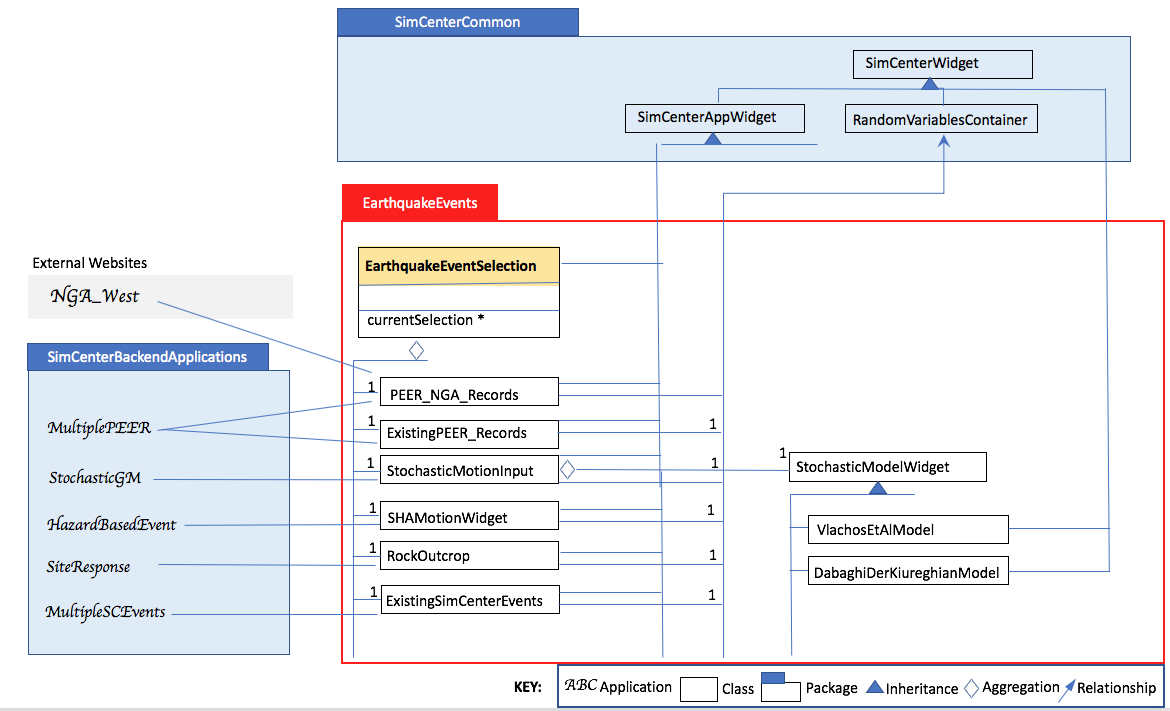 SimCenterCommon
SimCenterWidget
SimCenterAppWidget
RandomVariablesContainer
EarthquakeEvents
External Websites
NGA_West
EarthquakeEventSelection
currentSelection *
SimCenterBackendApplications
MultiplePEER
StochasticGM
HazardBasedEvent
SiteResponse
MultipleSCEvents
1 PEER_NGA_Records
1 ExistingPEER_Records 1
1 StochasticMotionInput 1
1 StochasticModelWidget
1 SHAMotionWidget 1
VlachosEtAlModel
1 RockOutcrop 1
DabaghiDerKiureghianModel
1 ExistingSimCenterEvents 1
KEY: ABC Application Class Package Inheritance Aggregation Relationship